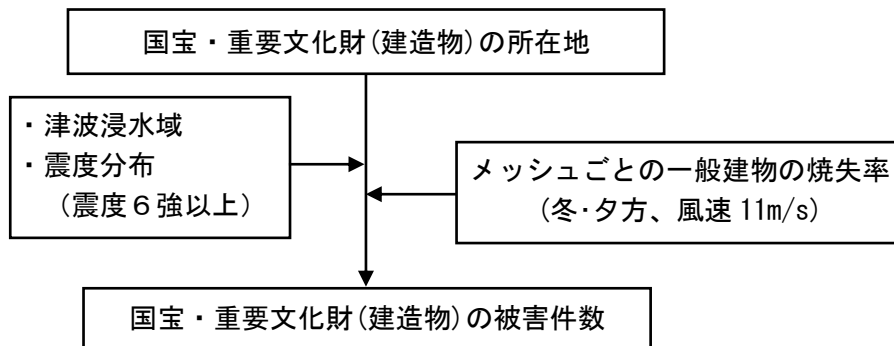 国宝・重要文化財(建造物)の所在地
・津波浸水域
・震度分布
（震度６強以上）
メッシュごとの一般建物の焼失率
(冬･夕方、風速 11m/s)
国宝・重要文化財(建造物)の被害件数